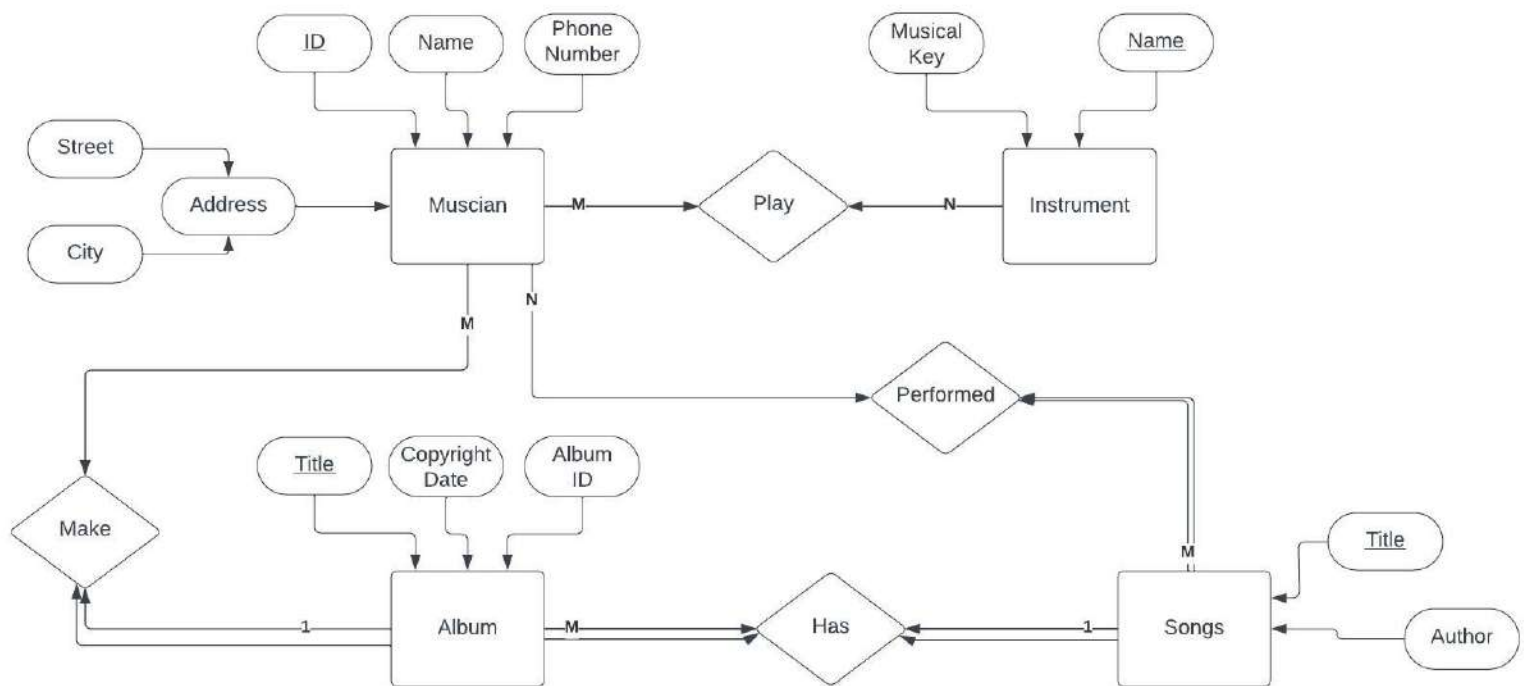 ID
Name
Phone
Number
Musical
Key
Name
Street
Address
City
Muscian
M
Play
N
Instrument
M
N
Performed
Title
Copyright
Date
Album
ID
Make
M
Title
1
Album
M
Has
1
Songs
Author